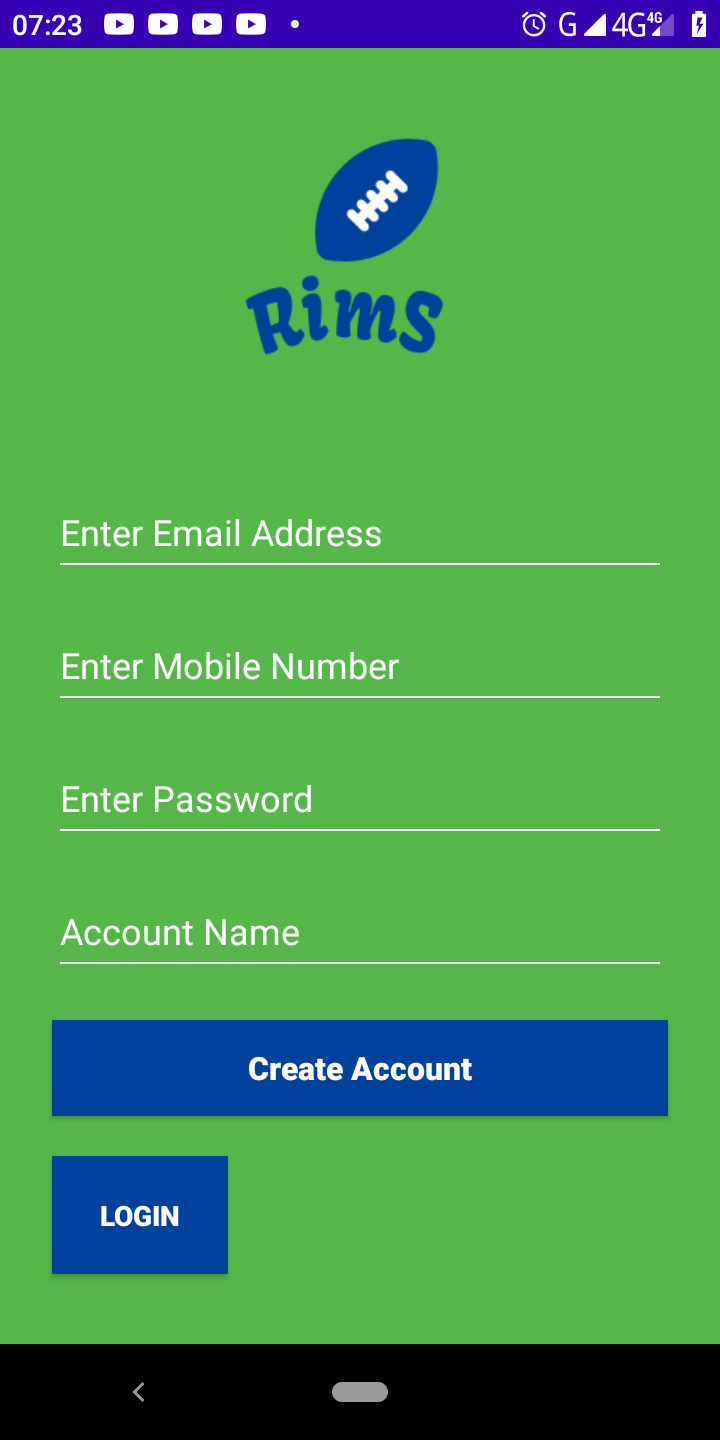 07:23 G 4G 4G
Rims
Enter Email Address
Enter Mobile Number
Enter Password
Account Name
Create Account
LOGIN